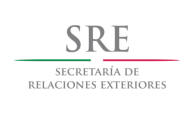 SRE
SECRETARÍA DE
RELACIONES EXTERIORES